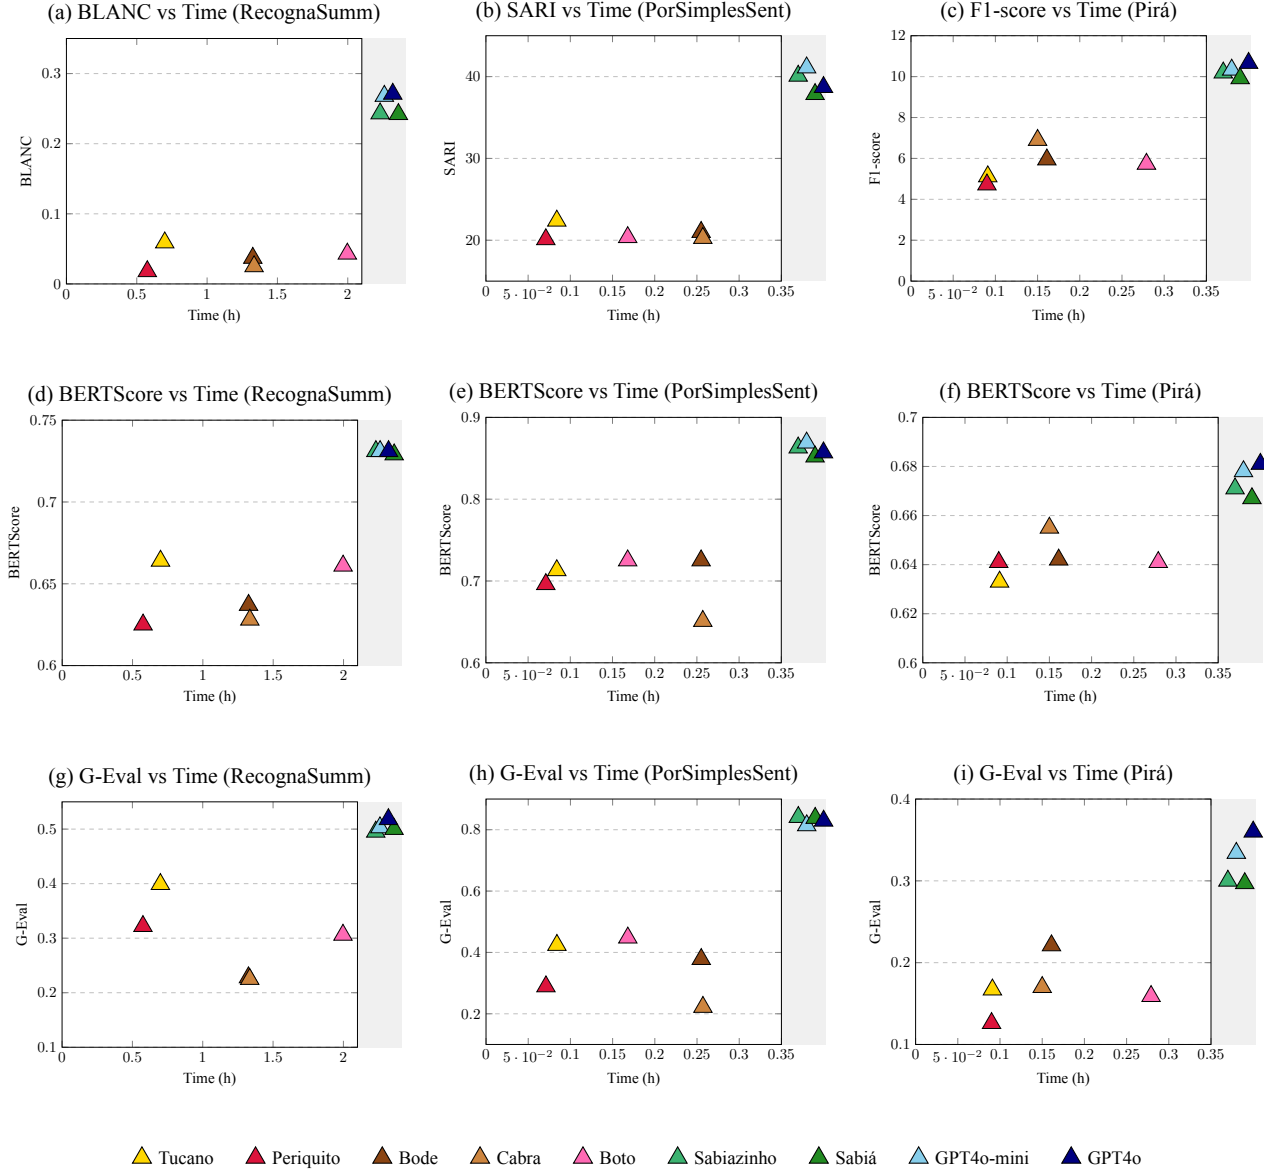 (a) BLANC vs Time (RecognaSumm)
BLANC
0.3
0.2
0.1
0
0 0.5 1 1.5 2
Time (h)
(b) SARI vs Time (PorSimplesSent)
SARI
40
30
20
0 5 · 10−2 0.1 0.15 0.2 0.25 0.3 0.35
Time (h)
(c) F1-score vs Time (Pirá)
F1-score
12
10
8
6
4
2
0
0 5 · 10−2 0.1 0.15 0.2 0.25 0.3 0.35
Time (h)
(d) BERTScore vs Time (RecognaSumm)
BERTScore
0.75
0.7
0.65
0.6
0 0.5 1 1.5 2
Time (h)
(e) BERTScore vs Time (PorSimplesSent)
BERTScore
0.9
0.8
0.7
0.6
0 5 · 10−2 0.1 0.15 0.2 0.25 0.3 0.35
Time (h)
(f) BERTScore vs Time (Pirá)
BERTScore
0.7
0.68
0.66
0.64
0.62
0.6
0 5 · 10−2 0.1 0.15 0.2 0.25 0.3 0.35
Time (h)
(g) G-Eval vs Time (RecognaSumm)
G-Eval
0.5
0.4
0.3
0.2
0.1
0 0.5 1 1.5 2
Time (h)
(h) G-Eval vs Time (PorSimplesSent)
G-Eval
0.8
0.6
0.4
0.2
0 5 · 10−2 0.1 0.15 0.2 0.25 0.3 0.35
Time (h)
(i) G-Eval vs Time (Pirá)
G-Eval
0.4
0.3
0.2
0.1
0 5 · 10−2 0.1 0.15 0.2 0.25 0.3 0.35
Time (h)
Tucano Periquito Bode Cabra Boto Sabiazinho Sabiá GPT4o-mini GPT4o